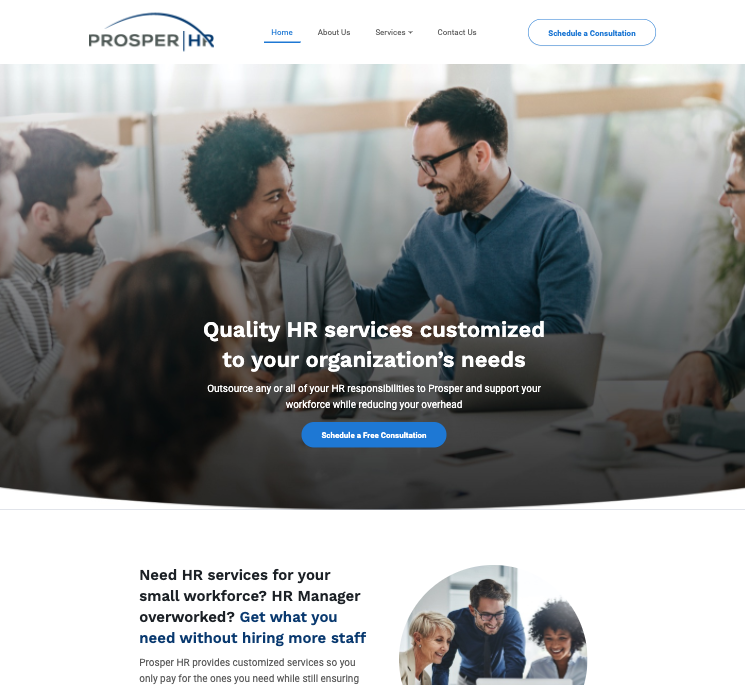 PROSPER|HR
Home
About Us
Services
Contact Us
Schedule a Consultation
Quality HR services customized
to your organization’s needs
Outsource any or all of your HR responsibilities to Prosper and support your
workforce while reducing your overhead
Schedule a Free Consultation
Need HR services for your
small workforce? HR Manager
overworked? Get what you
need without hiring more staff
Prosper HR provides customized services so you
only pay for the ones you need while still ensuring